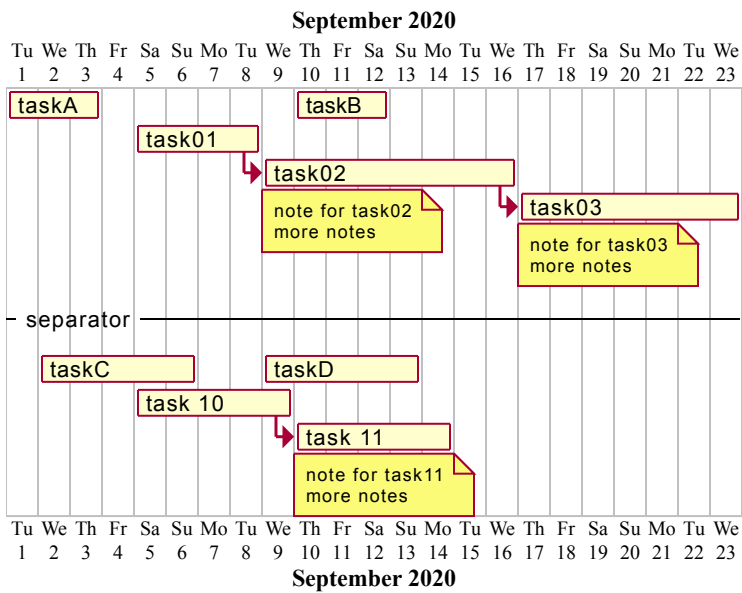 September 2020
Tu We Th Fr Sa Su Mo Tu We Th Fr Sa Su Mo Tu We Th Fr Sa Su Mo Tu We
1 2 3 4 5 6 7 8 9 10 11 12 13 14 15 16 17 18 19 20 21 22 23
taskA taskB
task01
task02
note for task02
more notes
task03
note for task03
more notes
separator
taskC taskD
task 10
task 11
note for task11
more notes
Tu We Th Fr Sa Su Mo Tu We Th Fr Sa Su Mo Tu We Th Fr Sa Su Mo Tu We
1 2 3 4 5 6 7 8 9 10 11 12 13 14 15 16 17 18 19 20 21 22 23
September 2020